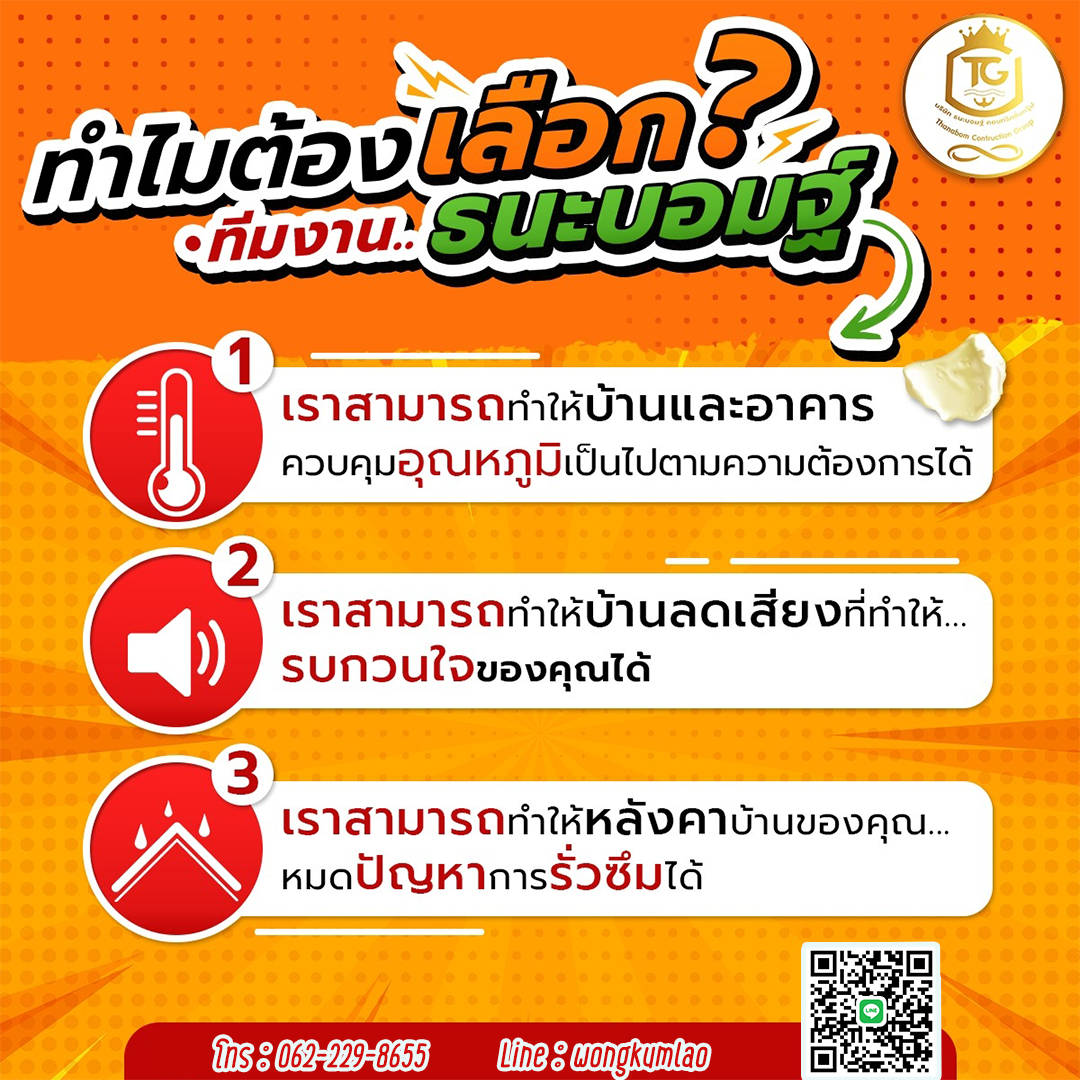 ทำไมต้องเลือก?
•ทีมงาน.. ธนะบอมฐ์
TG
Thanabom Contruction Group
1
เราสามารถทำให้บ้านและอาคาร
ควบคุมอุณหภูมิเป็นไปตามความต้องการได้
2
เราสามารถทำให้บ้านลดเสียงที่ทำให้...
รบกวนใจของคุณได้
3
เราสามารถทำให้หลังคาบ้านของคุณ...
หมดปัญหาการรั่วซึมได้
LINE
โทร : 062-229-8655
Line : wongkumlao